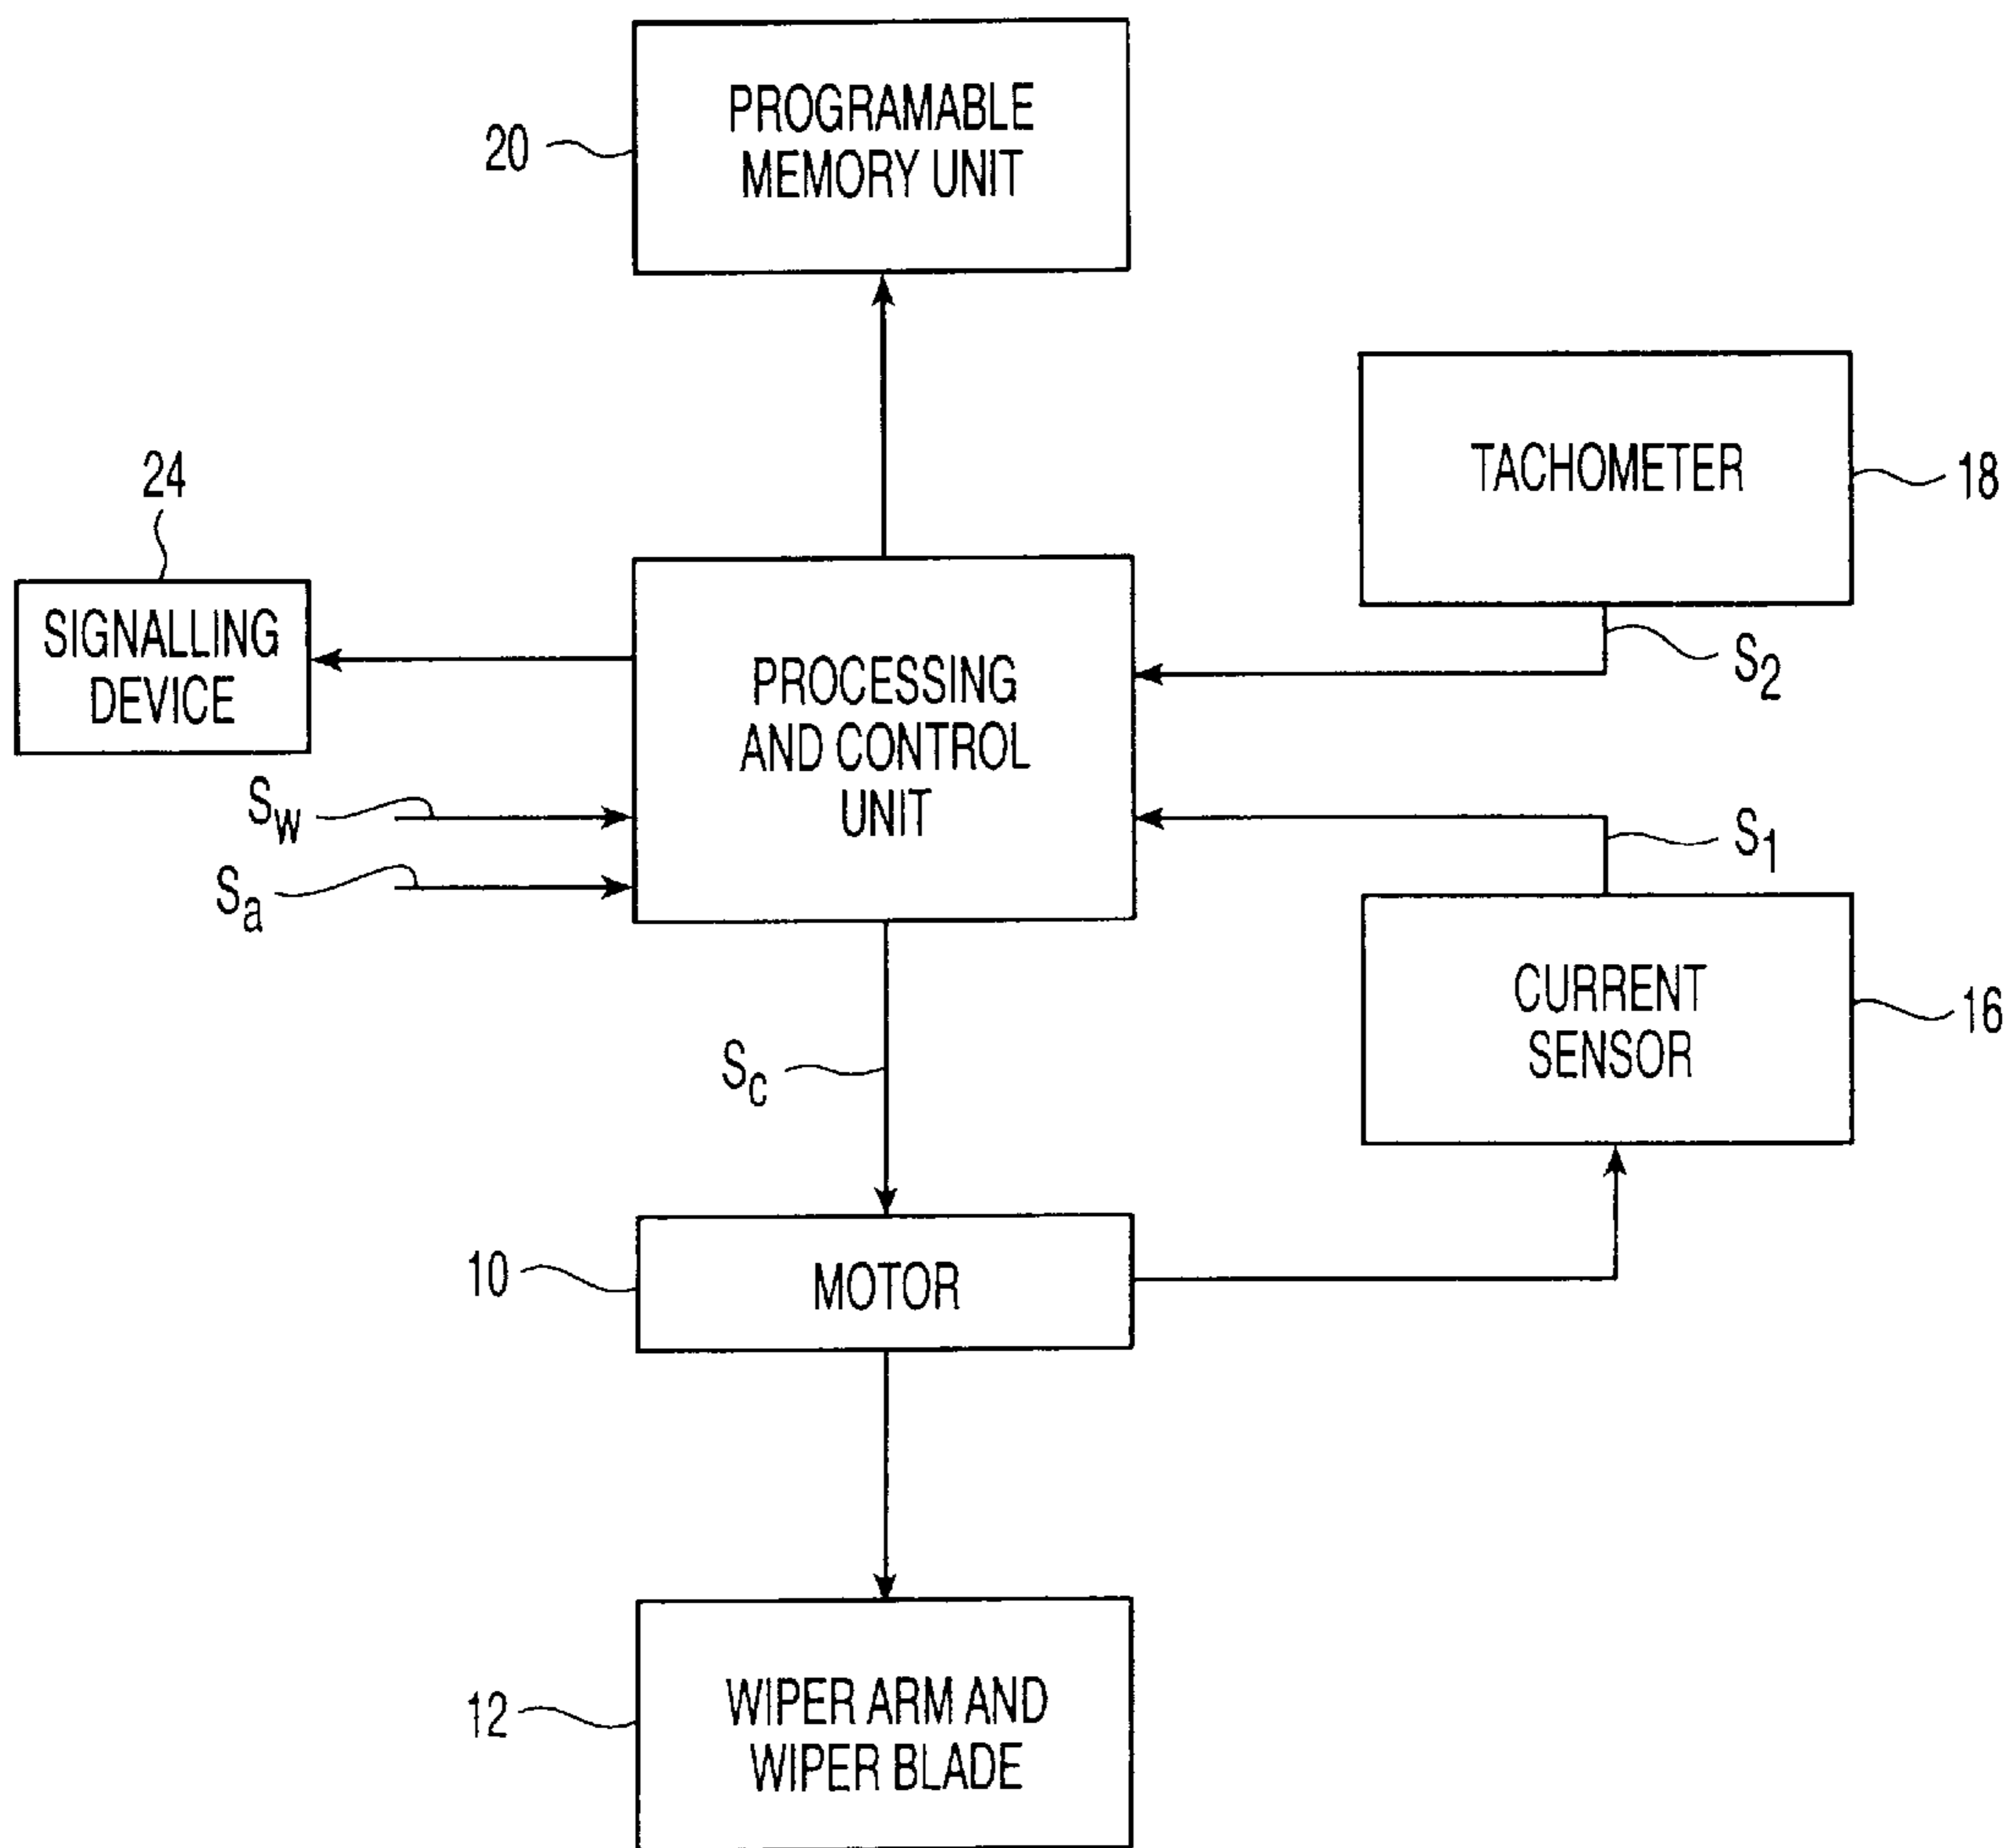 PROGRAMABLE
MEMORY UNIT
20
TACHOMETER
18
24
SIGNALLING
DEVICE
PROCESSING
AND CONTROL
UNIT
S2
Sw
S1
Sa
CURRENT
SENSOR
16
Sc
10
MOTOR
12
WIPER ARM AND
WIPER BLADE